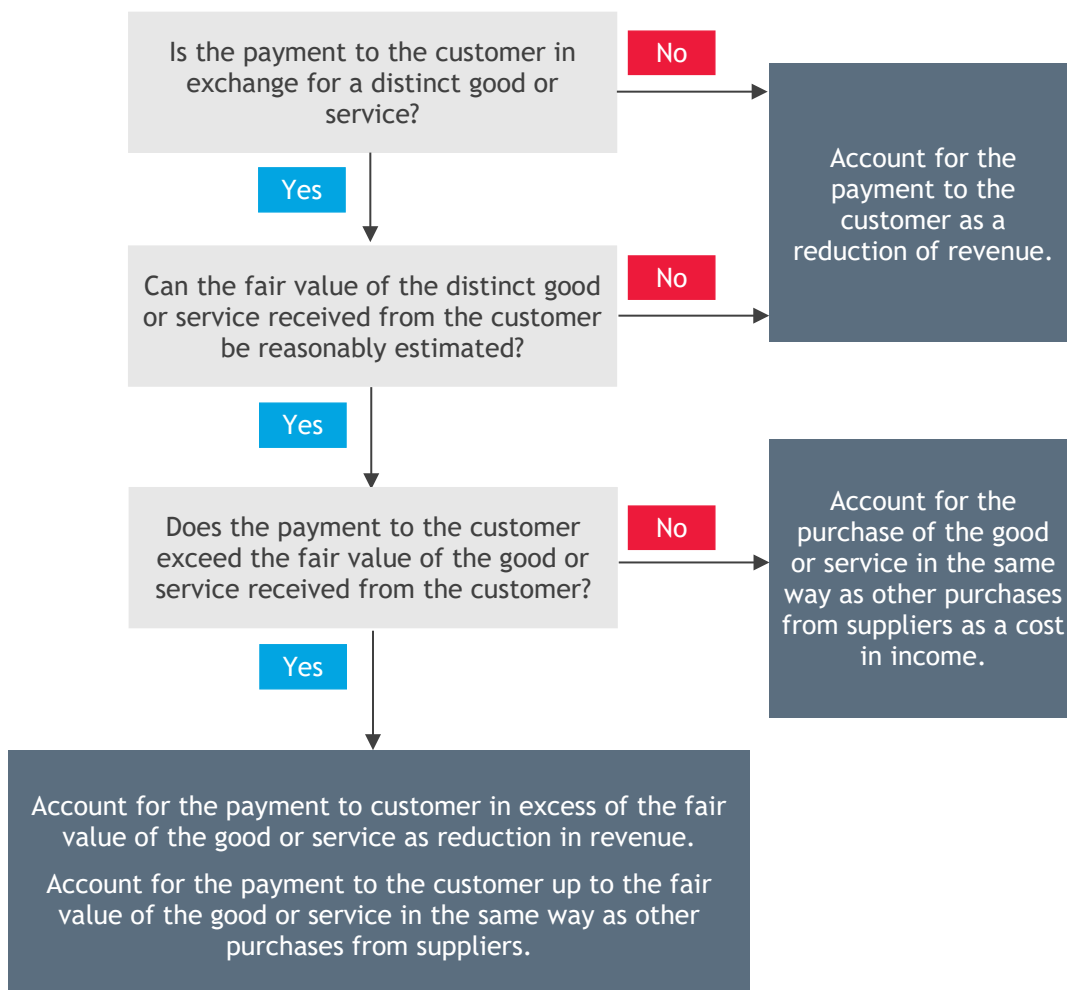 Is the payment to the customer in
exchange for a distinct good or
service?
No
Account for the
payment to the
customer as a
reduction of revenue.
Yes
Can the fair value of the distinct good
or service received from the customer
be reasonably estimated?
No
Yes
Does the payment to the customer
exceed the fair value of the good or
service received from the customer?
No
Account for the
purchase of the good
or service in the same
way as other purchases
from suppliers as a cost
in income.
Yes
Account for the payment to customer in excess of the fair
value of the good or service as reduction in revenue.
Account for the payment to the customer up to the fair
value of the good or service in the same way as other
purchases from suppliers.